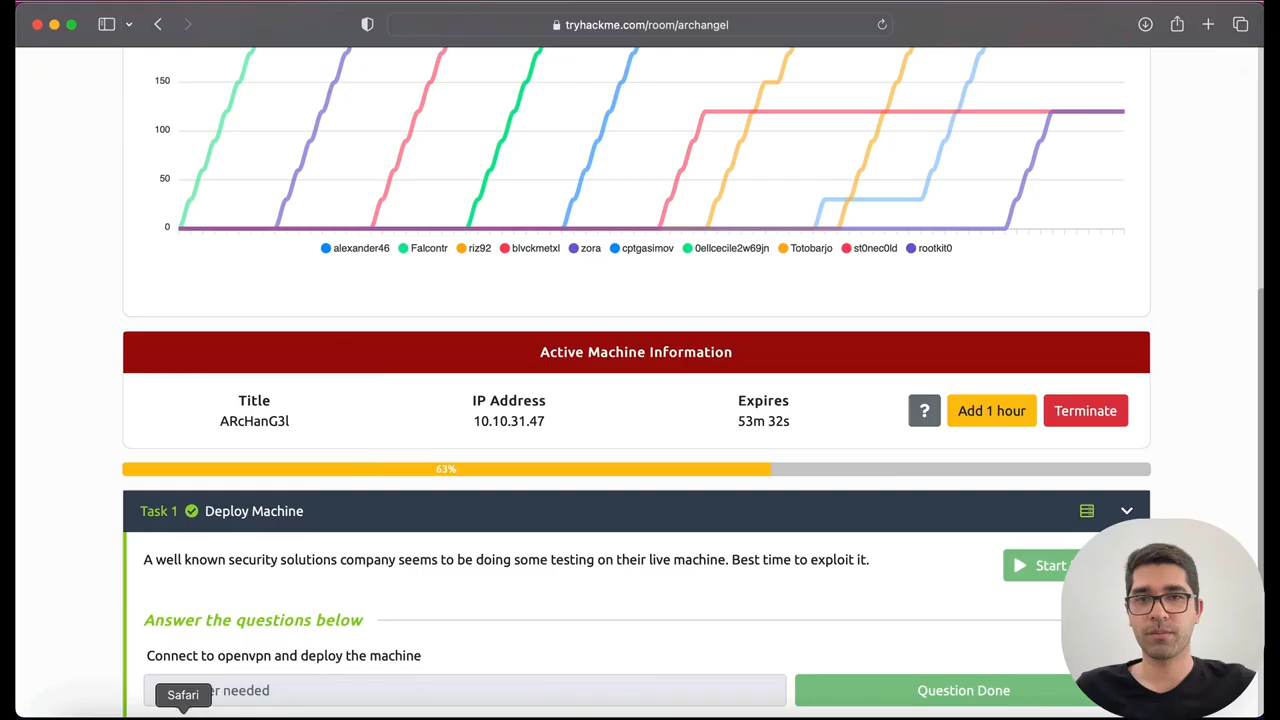 tryhackme.com/room/archangel
150
100
50
0
alexander46 Falcontr riz92 blvckmetxl zora cptgasimov 0ellcecile2w69jn Totobarjo st0nec0ld rootkit0
Active Machine Information
Title IP Address Expires
ARcHanG3l 10.10.31.47 53m 32s
? Add 1 hour Terminate
63%
Task 1 Deploy Machine
A well known security solutions company seems to be doing some testing on their live machine. Best time to exploit it.
Start
Answer the questions below
Connect to openvpn and deploy the machine
needed Question Done
Safari